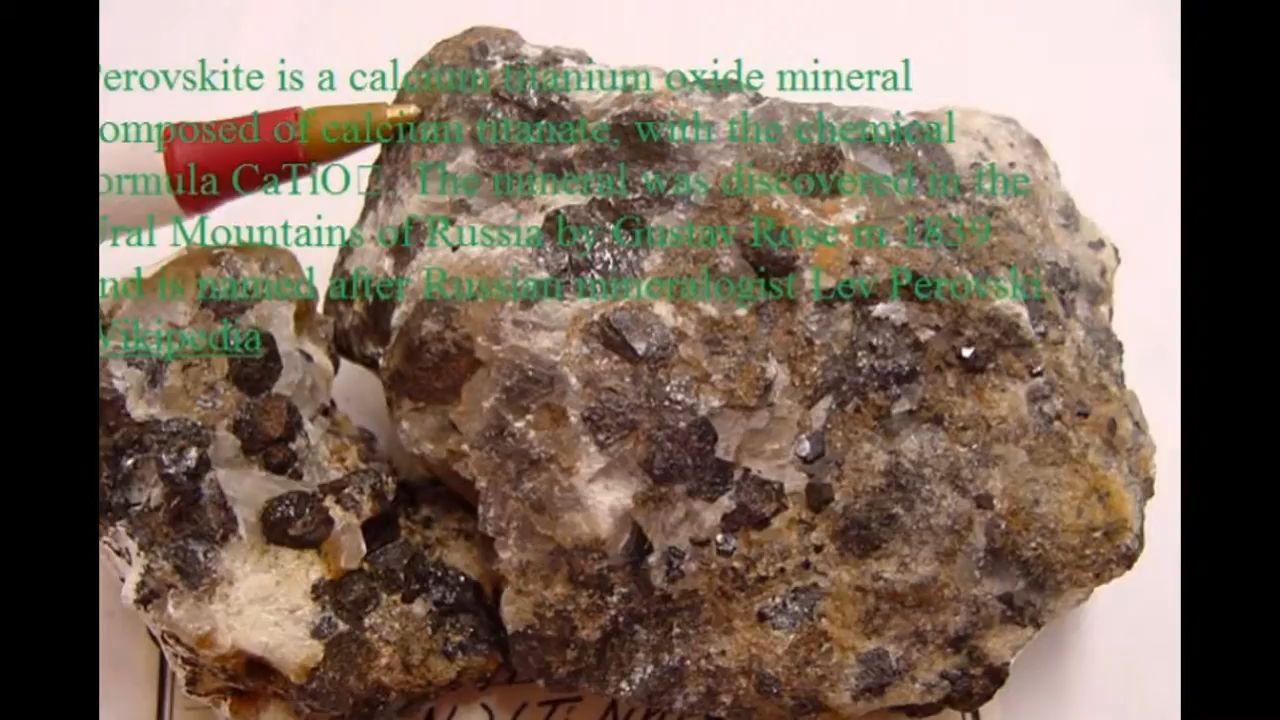 erovskite is a calcium titanium oxide mineral
omposed of calcium titanate, with the chemical
ormula CaTiO□. The mineral was discovered in the
ral Mountains of Russia by Gustav Rose in 1839
nd is named after Russian mineralogist Lev Perovski.
Wikipedia